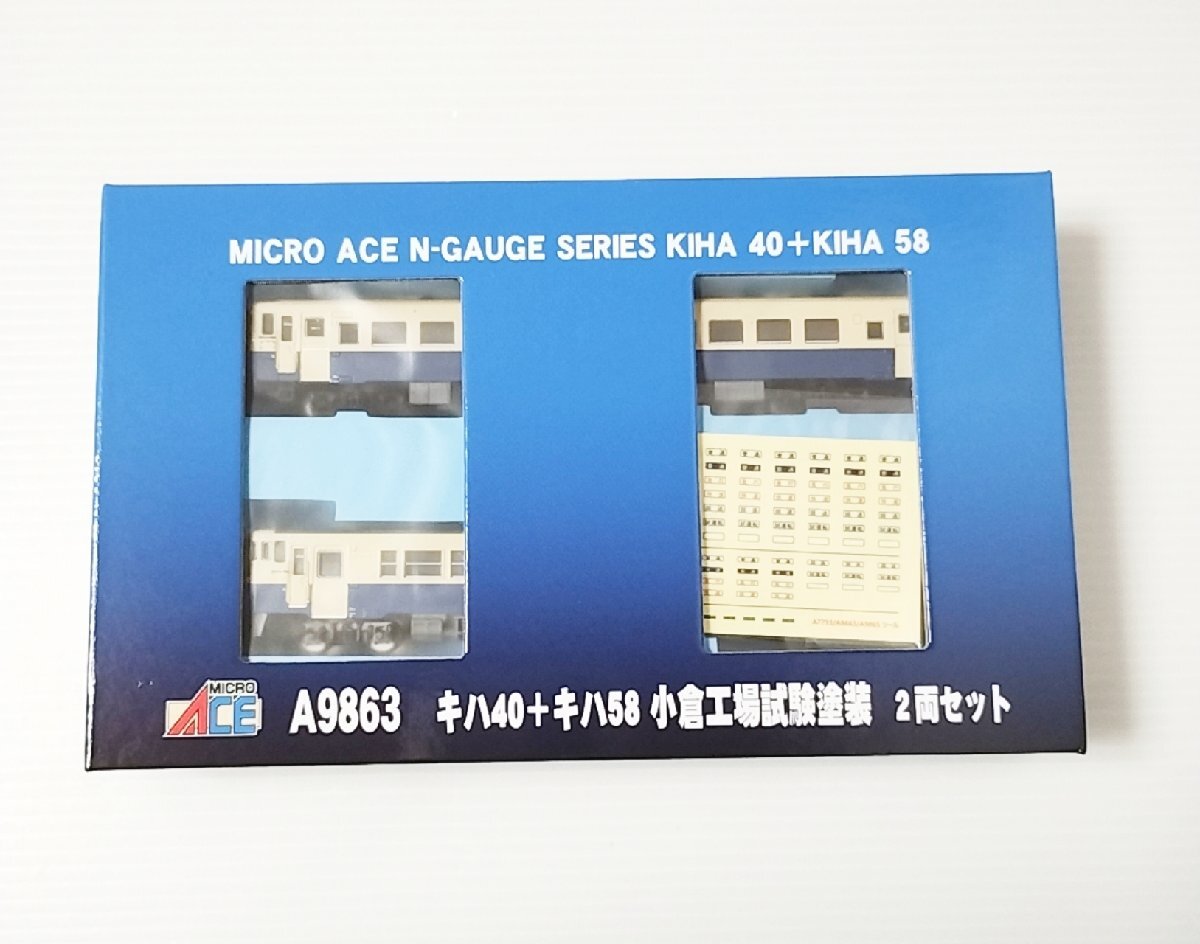 MICRO ACE N-GAUGE SERIES KIHA 40+KIHA 58
MICRO
ACE
A9863 キハ40+キハ58 小倉工場試験塗装 2両セット